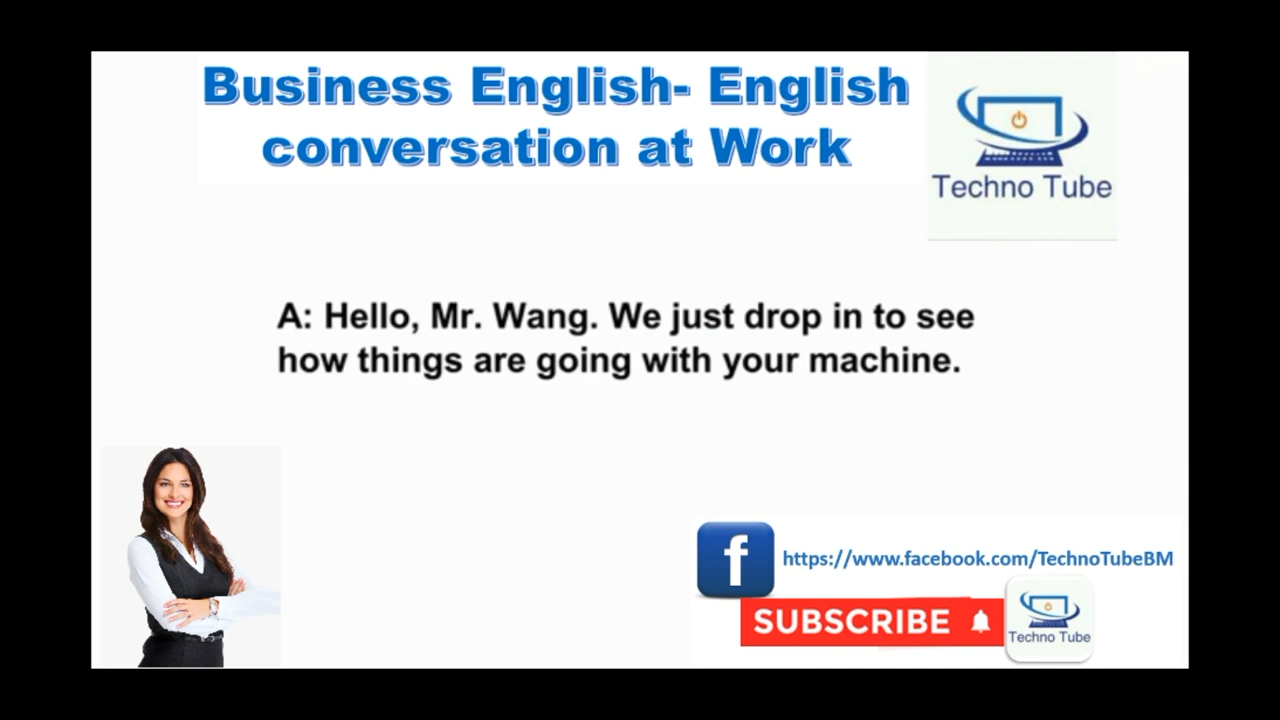 Business English- English
conversation at Work
Techno Tube
A: Hello, Mr. Wang. We just drop in to see
how things are going with your machine.
f https://www.facebook.com/TechnoTubeBM
SUBSCRIBE
Techno Tube